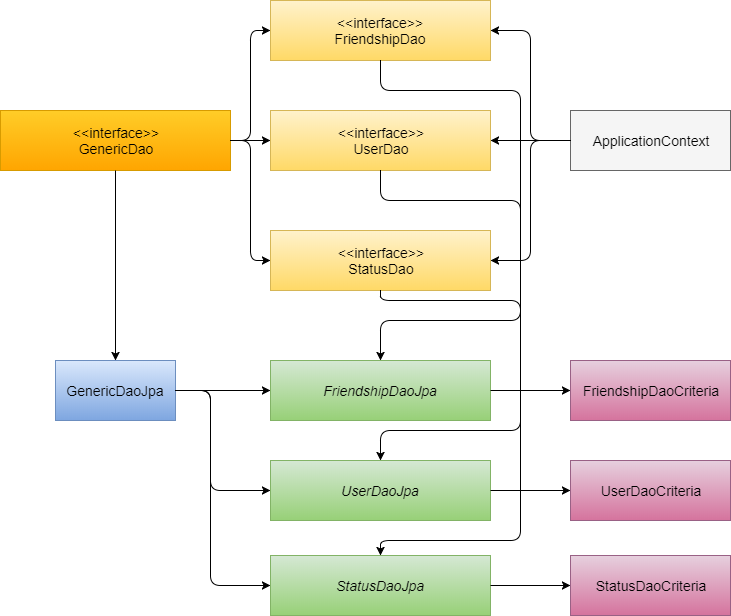 <<interface>>
FriendshipDao
<<interface>>
GenericDao
<<interface>>
UserDao
ApplicationContext
<<interface>>
StatusDao
GenericDaoJpa
FriendshipDaoJpa
FriendshipDaoCriteria
UserDaoJpa
UserDaoCriteria
StatusDaoJpa
StatusDaoCriteria